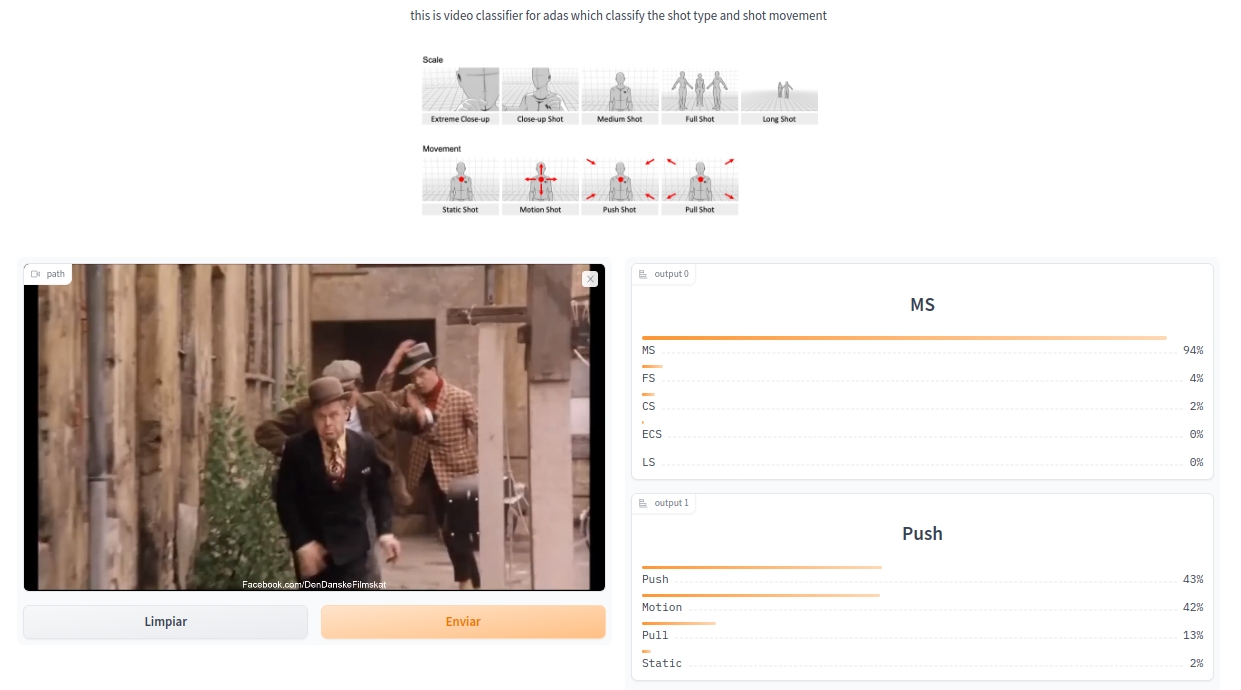 this is video classifier for adas which classify the shot type and shot movement
Scale
Extreme Close-up
Close-up Shot
Medium Shot
Full Shot
Long Shot
Movement
Static Shot
Motion Shot
Push Shot
Pull Shot
path
Facebook.com/DenDanskeFilmskat
Limpiar
Enviar
output 0
MS
MS 94%
FS 4%
CS 2%
ECS 0%
LS 0%
output 1
Push
Push 43%
Motion 42%
Pull 13%
Static 2%